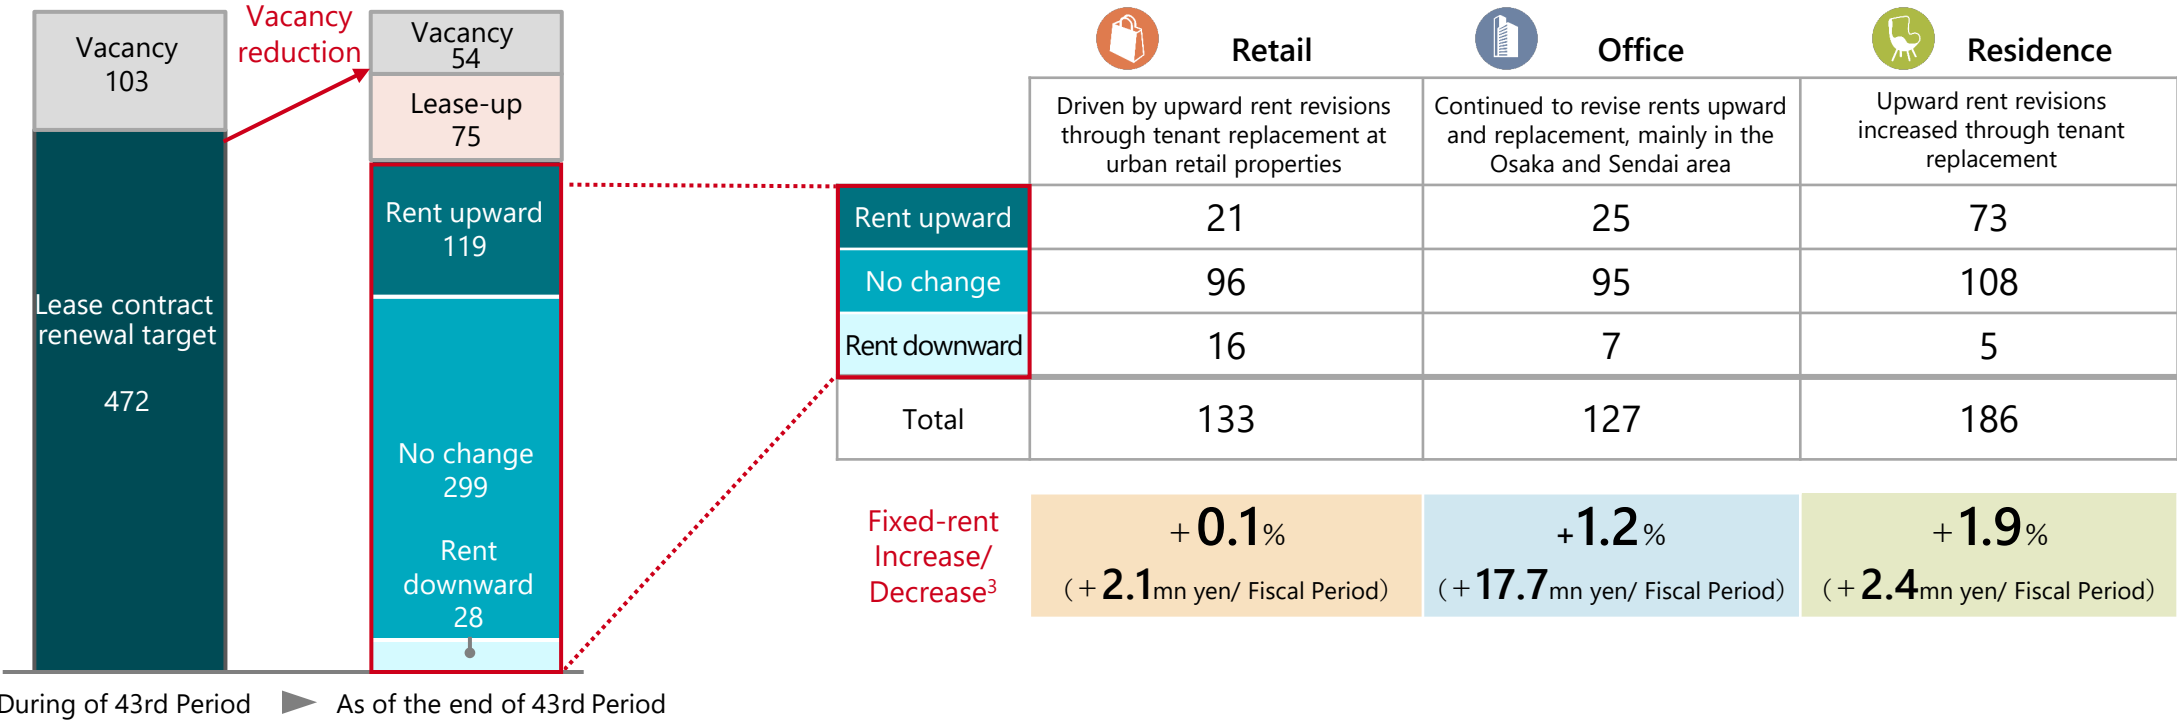 Vacancy
103
Lease contract
renewal target
472
Vacancy
reduction
Vacancy
54
Lease-up
75
Rent upward
119
No change
299
Rent
downward
28
During of 43rd Period
As of the end of 43rd Period
Retail
Office
Residence
Driven by upward rent revisions
through tenant replacement at
urban retail properties
Continued to revise rents upward
and replacement, mainly in the
Osaka and Sendai area
Upward rent revisions
increased through tenant
replacement
Rent upward
21
25
73
No change
96
95
108
Rent downward
16
7
5
Total
133
127
186
Fixed-rent
Increase/
Decrease3
+0.1%
(+2.1mn yen/ Fiscal Period)
+1.2%
(+17.7mn yen/ Fiscal Period)
+1.9%
(+2.4mn yen/ Fiscal Period)